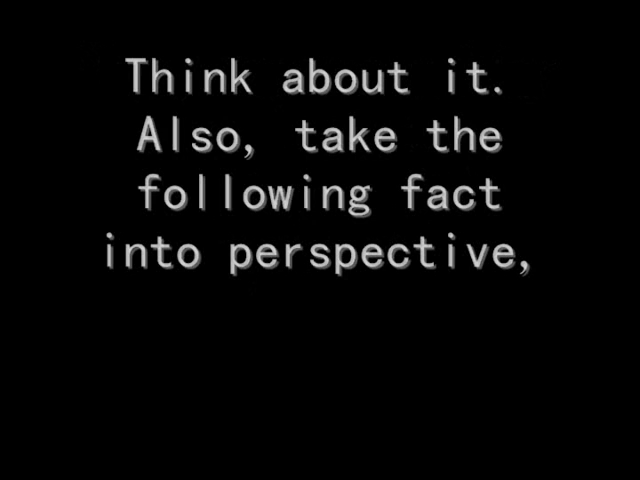 Think about it.
Also, take the
following fact
into perspective,